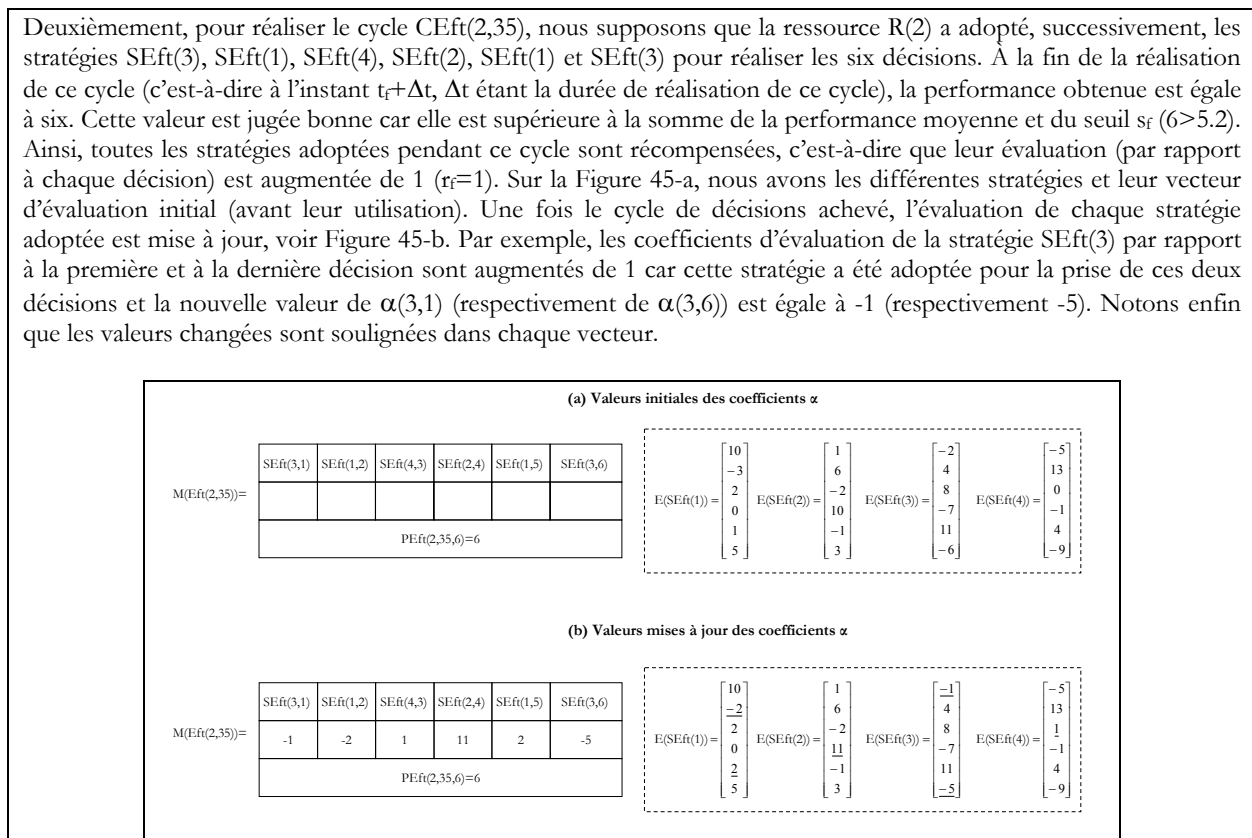 Deuxièmement, pour réaliser le cycle CEft(2,35), nous supposons que la ressource R(2) a adopté, successivement, les
stratégies SEft(3), SEft(1), SEft(4), SEft(2), SEft(1) et SEft(3) pour réaliser les six décisions. À la fin de la réalisation
de ce cycle (c'est-à-dire à l'instant tf+Δt, Δt étant la durée de réalisation de ce cycle), la performance obtenue est égale
à six. Cette valeur est jugée bonne car elle est supérieure à la somme de la performance moyenne et du seuil sf (6>5.2).
Ainsi, toutes les stratégies adoptées pendant ce cycle sont récompensées, c'est-à-dire que leur évaluation (par rapport
à chaque décision) est augmentée de 1 (rf=1). Sur la Figure 45-a, nous avons les différentes stratégies et leur vecteur
d'évaluation initial (avant leur utilisation). Une fois le cycle de décisions achevé, l'évaluation de chaque stratégie
adoptée est mise à jour, voir Figure 45-b. Par exemple, les coefficients d'évaluation de la stratégie SEft(3) par rapport
à la première et à la dernière décision sont augmentés de 1 car cette stratégie a été adoptée pour la prise de ces deux
décisions et la nouvelle valeur de α(3,1) (respectivement de α(3,6)) est égale à -1 (respectivement -5). Notons enfin
que les valeurs changées sont soulignées dans chaque vecteur.
(a) Valeurs initiales des coefficients α
M(Eft(2,35))=
SEft(3,1) SEft(1,2) SEft(4,3) SEft(2,4) SEft(1,5) SEft(3,6)
PEft(2,35,6)=6
E(SEft(1)) =
10
−3
2
0
1
5
E(SEft(2)) =
1
6
−2
10
−1
3
E(SEft(3)) =
−2
4
8
−7
11
−6
E(SEft(4)) =
−5
13
0
−1
4
−9
(b) Valeurs mises à jour des coefficients α
M(Eft(2,35))=
SEft(3,1) SEft(1,2) SEft(4,3) SEft(2,4) SEft(1,5) SEft(3,6)
-1 -2 1 11 2 -5
PEft(2,35,6)=6
E(SEft(1)) =
10
−2
2
0
2
5
E(SEft(2)) =
1
6
−2
11
−1
3
E(SEft(3)) =
−1
4
8
−7
11
−5
E(SEft(4)) =
−5
13
1
−1
4
−9